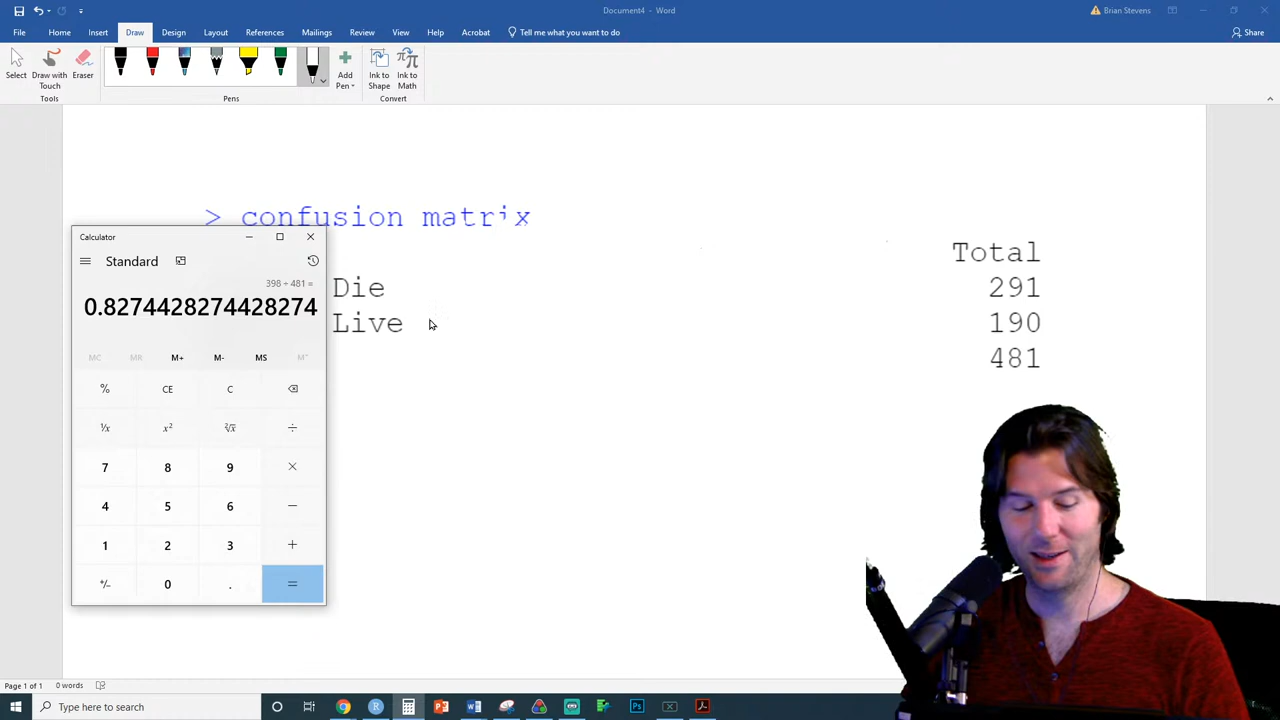 Document4 - Word
Brian Stevens
File Home Insert Draw Design Layout References Mailings Review View Help Acrobat Tell me what you want to do
Share
Select
Draw with Touch
Eraser
Add Pen
Ink to Shape
Ink to Math
Tools
Pens
Convert
> confusion matrix
Total
Die 291
Live 190
481
Calculator
Standard
398 ÷ 481 =
0.8274428274428274
MC MR M+ M- MS M˅
% CE C
¹/x x² ²√x ÷
7 8 9 ×
4 5 6 −
1 2 3 +
+/− 0 . =
Page 1 of 1 0 words
Type here to search